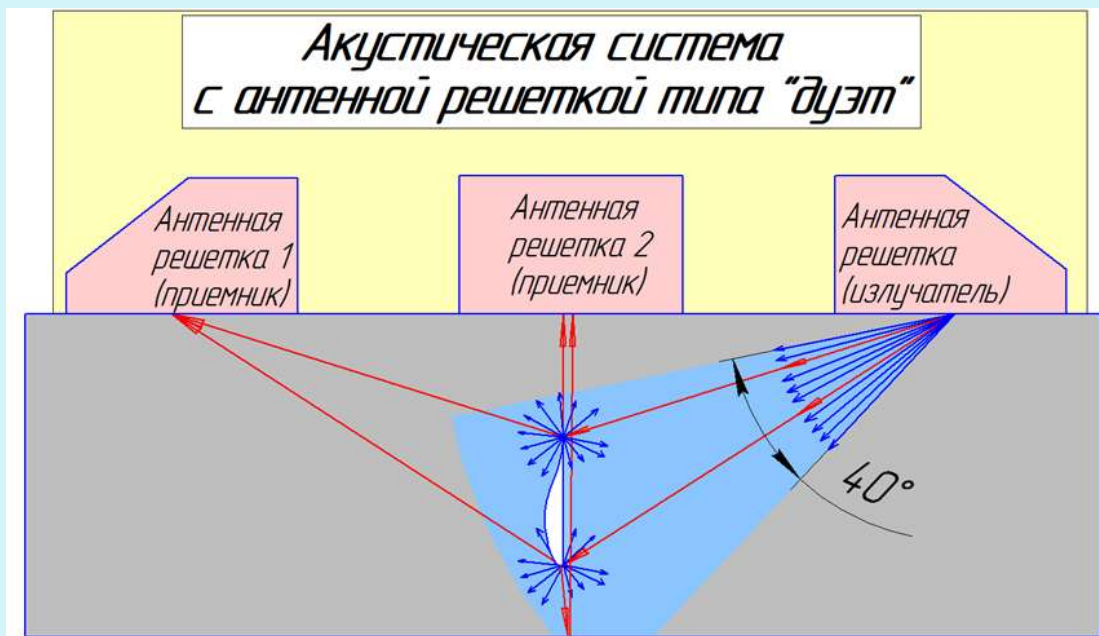 Акустическая система
с антенной решеткой типа "дуэт"
Антенная
решетка 1
(приемник)
Антенная
решетка 2
(приемник)
Антенная
решетка
(излучатель)
40°